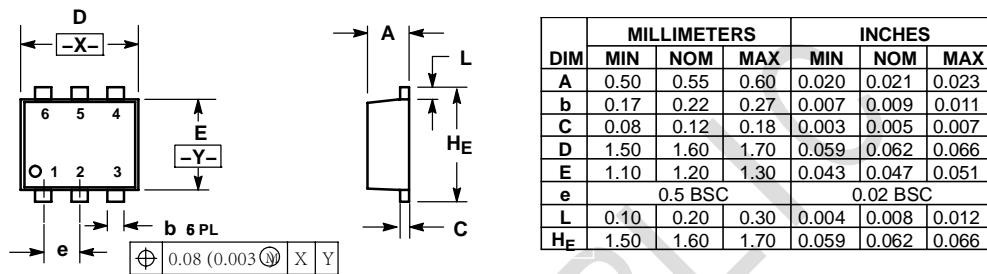 D
–X–
A
L
6 5 4
E
–Y–
HE
1 2 3
b 6 PL
C
e
0.08 (0.003 M) X Y
MILLIMETERS INCHES
DIM MIN NOM MAX MIN NOM MAX
A 0.50 0.55 0.60 0.020 0.021 0.023
b 0.17 0.22 0.27 0.007 0.009 0.011
C 0.08 0.12 0.18 0.003 0.005 0.007
D 1.50 1.60 1.70 0.059 0.062 0.066
E 1.10 1.20 1.30 0.043 0.047 0.051
e 0.5 BSC 0.02 BSC
L 0.10 0.20 0.30 0.004 0.008 0.012
HE 1.50 1.60 1.70 0.059 0.062 0.066